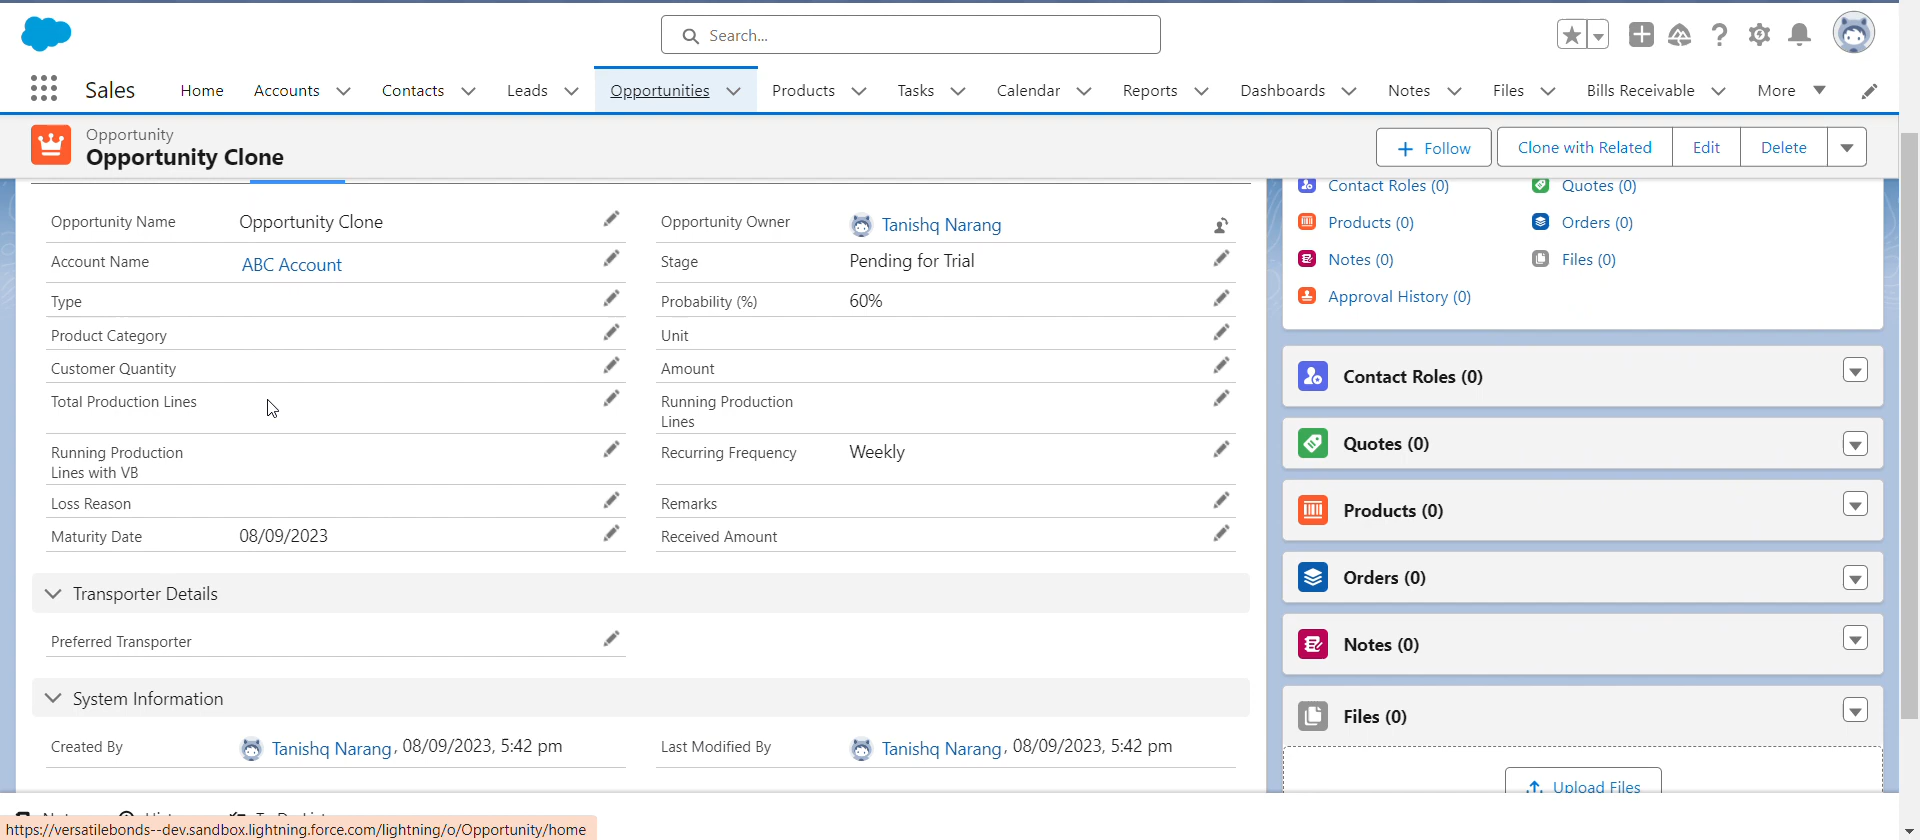 Search...
Sales
Home
Accounts
Contacts
Leads
Opportunities
Products
Tasks
Calendar
Reports
Dashboards
Notes
Files
Bills Receivable
More
Opportunity
Opportunity Clone
Follow
Clone with Related
Edit
Delete
Opportunity Name
Opportunity Clone
Opportunity Owner
Tanishq Narang
Account Name
ABC Account
Stage
Pending for Trial
Type
Probability (%)
60%
Product Category
Unit
Customer Quantity
Amount
Total Production Lines
Running Production
Lines
Running Production
Lines with VB
Recurring Frequency
Weekly
Loss Reason
Remarks
Maturity Date
08/09/2023
Received Amount
Transporter Details
Preferred Transporter
System Information
Created By
Tanishq Narang, 08/09/2023, 5:42 pm
Last Modified By
Tanishq Narang, 08/09/2023, 5:42 pm
Contact Roles (0)
Quotes (0)
Products (0)
Orders (0)
Notes (0)
Files (0)
Approval History (0)
Contact Roles (0)
Quotes (0)
Products (0)
Orders (0)
Notes (0)
Files (0)
Upload Files
https://versatilebonds--dev.sandbox.lightning.force.com/lightning/o/Opportunity/home